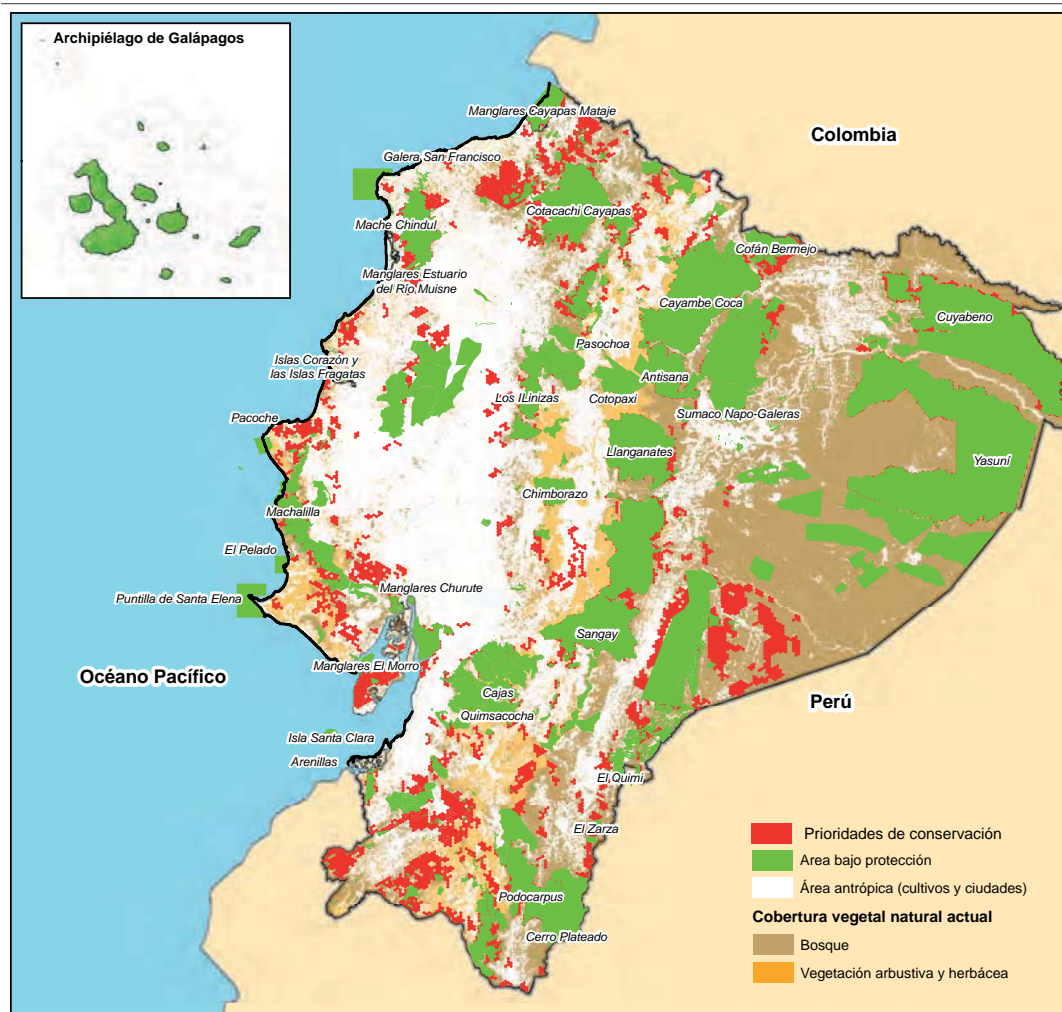 Archipiélago de Galápagos
Manglares Cayapas Mataje
Colombia
Galera San Francisco
Cotacachi Cayapas
Mache Chindul
Cofán Bermejo
Manglares Estuario
del Río Muisne
Cayambe Coca
Cuyabeno
Pasochoa
Islas Corazón y
las Islas Fragatas
Antisana
Los ILinizas
Cotopaxi
Sumaco Napo-Galeras
Pacoche
Llanganates
Yasuní
Chimborazo
Machalilla
El Pelado
Manglares Churute
Puntilla de Santa Elena
Sangay
Manglares El Morro
Océano Pacífico
Cajas
Perú
Quimsacocha
Isla Santa Clara
Arenillas
El Quimi
El Zarza
Podocarpus
Cerro Plateado
Prioridades de conservación
Area bajo protección
Área antrópica (cultivos y ciudades)
Cobertura vegetal natural actual
Bosque
Vegetación arbustiva y herbácea